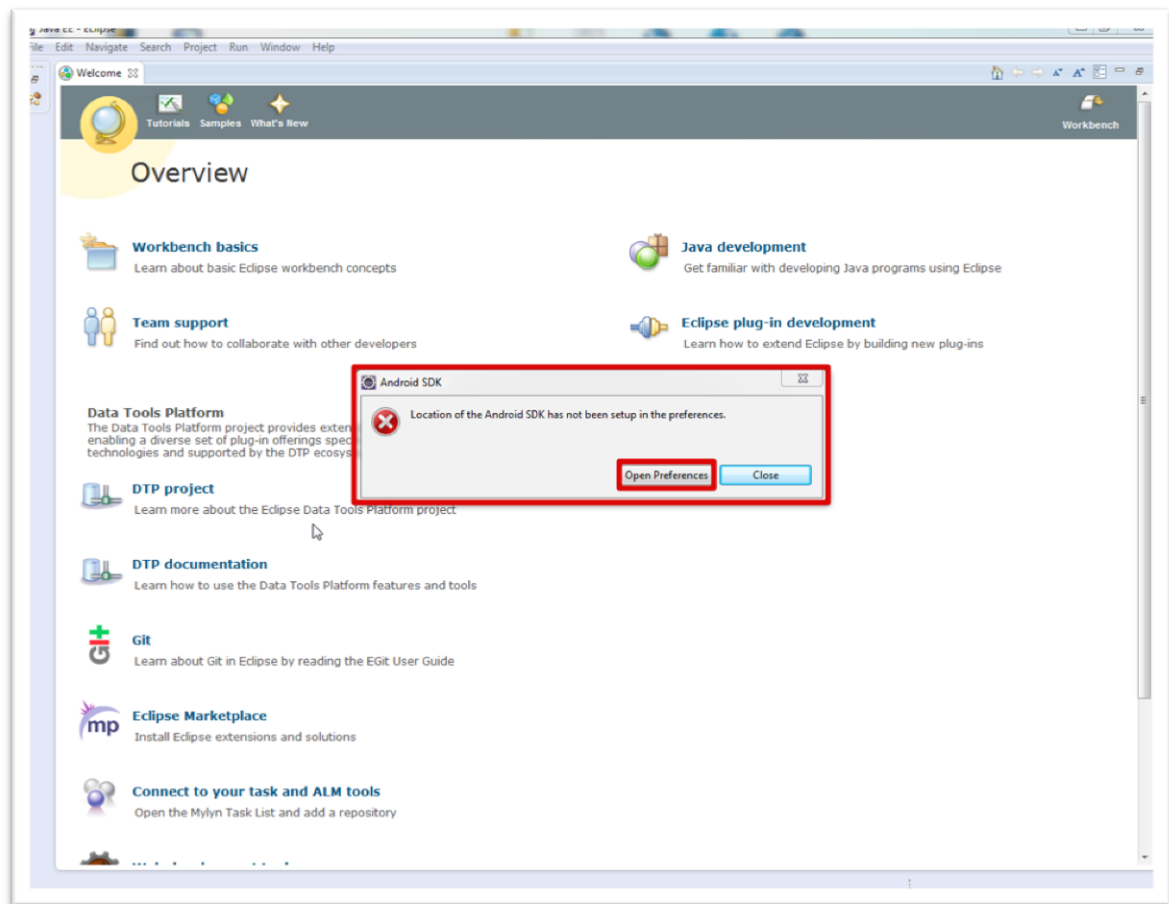 Java EE - Eclipse
File Edit Navigate Search Project Run Window Help
Welcome
Tutorials Samples What's New
Workbench
Overview
Workbench basics
Learn about basic Eclipse workbench concepts
Java development
Get familiar with developing Java programs using Eclipse
Team support
Find out how to collaborate with other developers
Eclipse plug-in development
Learn how to extend Eclipse by building new plug-ins
Android SDK
Location of the Android SDK has not been setup in the preferences.
Open Preferences Close
Data Tools Platform
The Data Tools Platform project provides exten
enabling a diverse set of plug-in offerings spec
technologies and supported by the DTP ecosys
DTP project
Learn more about the Eclipse Data Tools Platform project
DTP documentation
Learn how to use the Data Tools Platform features and tools
Git
Git
Learn about Git in Eclipse by reading the EGit User Guide
mp
Eclipse Marketplace
Install Eclipse extensions and solutions
Connect to your task and ALM tools
Open the Mylyn Task List and add a repository